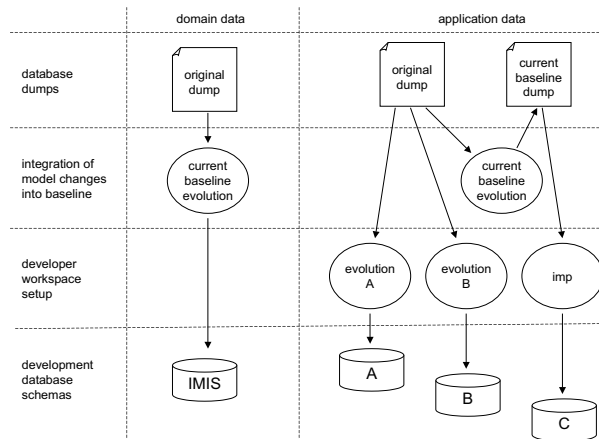 domain data
application data
database
dumps
original
dump
original
dump
current
baseline
dump
integration of
model changes
into baseline
current
baseline
evolution
current
baseline
evolution
developer
workspace
setup
evolution
A
evolution
B
imp
development
database
schemas
IMIS
A
B
C